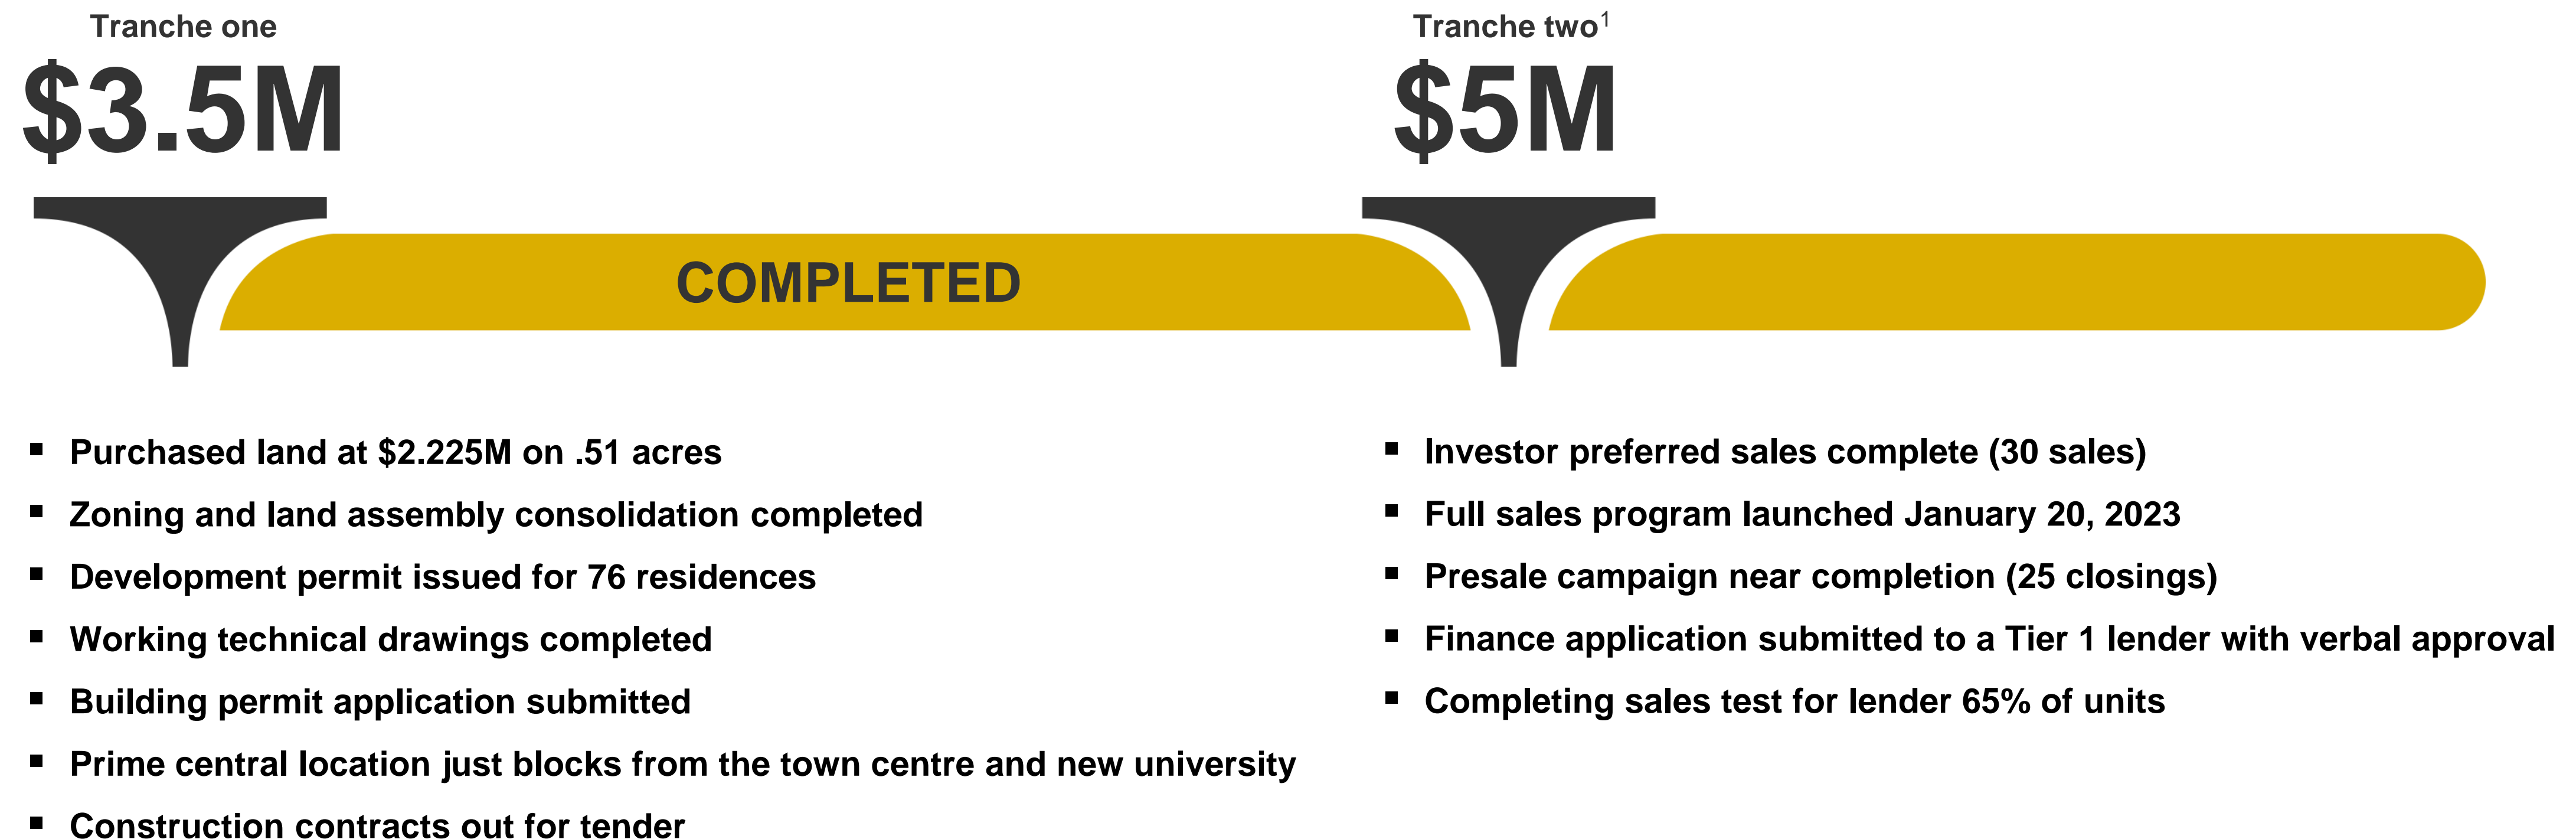 Tranche one
$3.5M
Tranche two1
$5M
COMPLETED
▪ Purchased land at $2.225M on .51 acres
▪ Zoning and land assembly consolidation completed
▪ Development permit issued for 76 residences
▪ Working technical drawings completed
▪ Building permit application submitted
▪ Prime central location just blocks from the town centre and new university
▪ Construction contracts out for tender
▪ Investor preferred sales complete (30 sales)
▪ Full sales program launched January 20, 2023
▪ Presale campaign near completion (25 closings)
▪ Finance application submitted to a Tier 1 lender with verbal approval
▪ Completing sales test for lender 65% of units